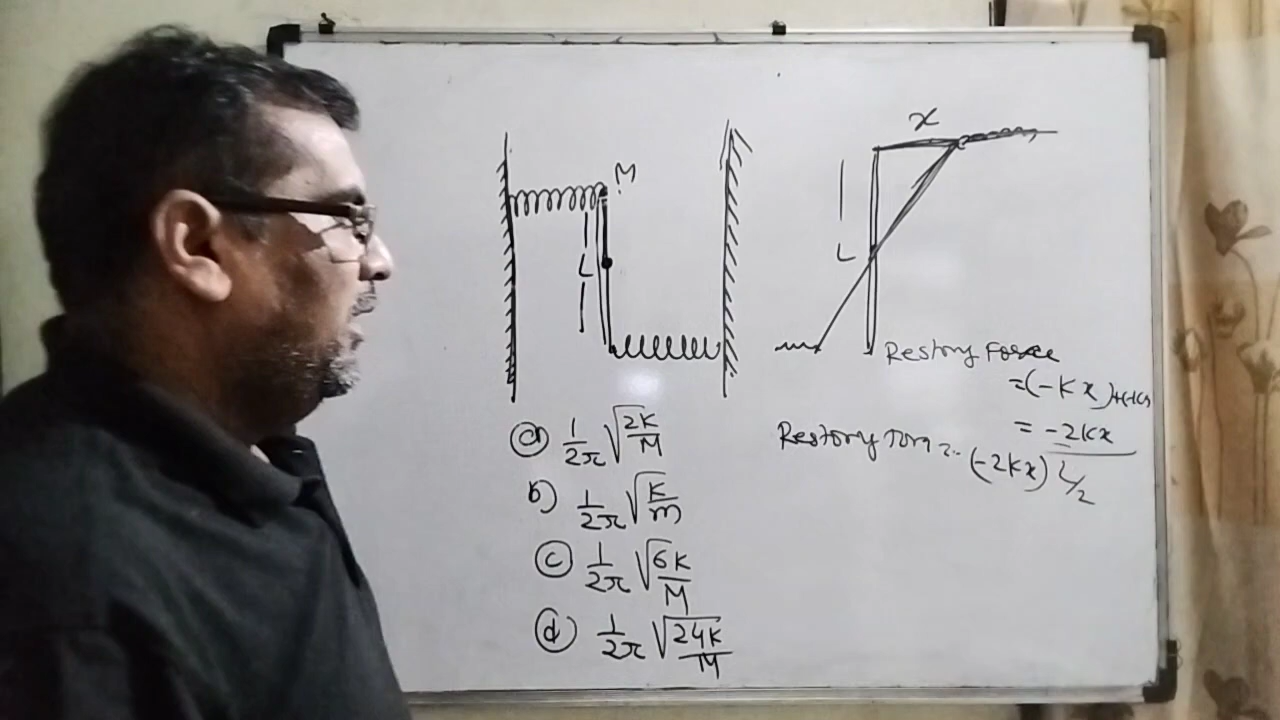 M
L
x
L
Restory Force
= (-Kx)
= -2Kx
Restory Torq = (-2Kx) L/2
a) 1/2π √2K/M
b) 1/2π √K/m
c) 1/2π √6K/M
d) 1/2π √24K/M